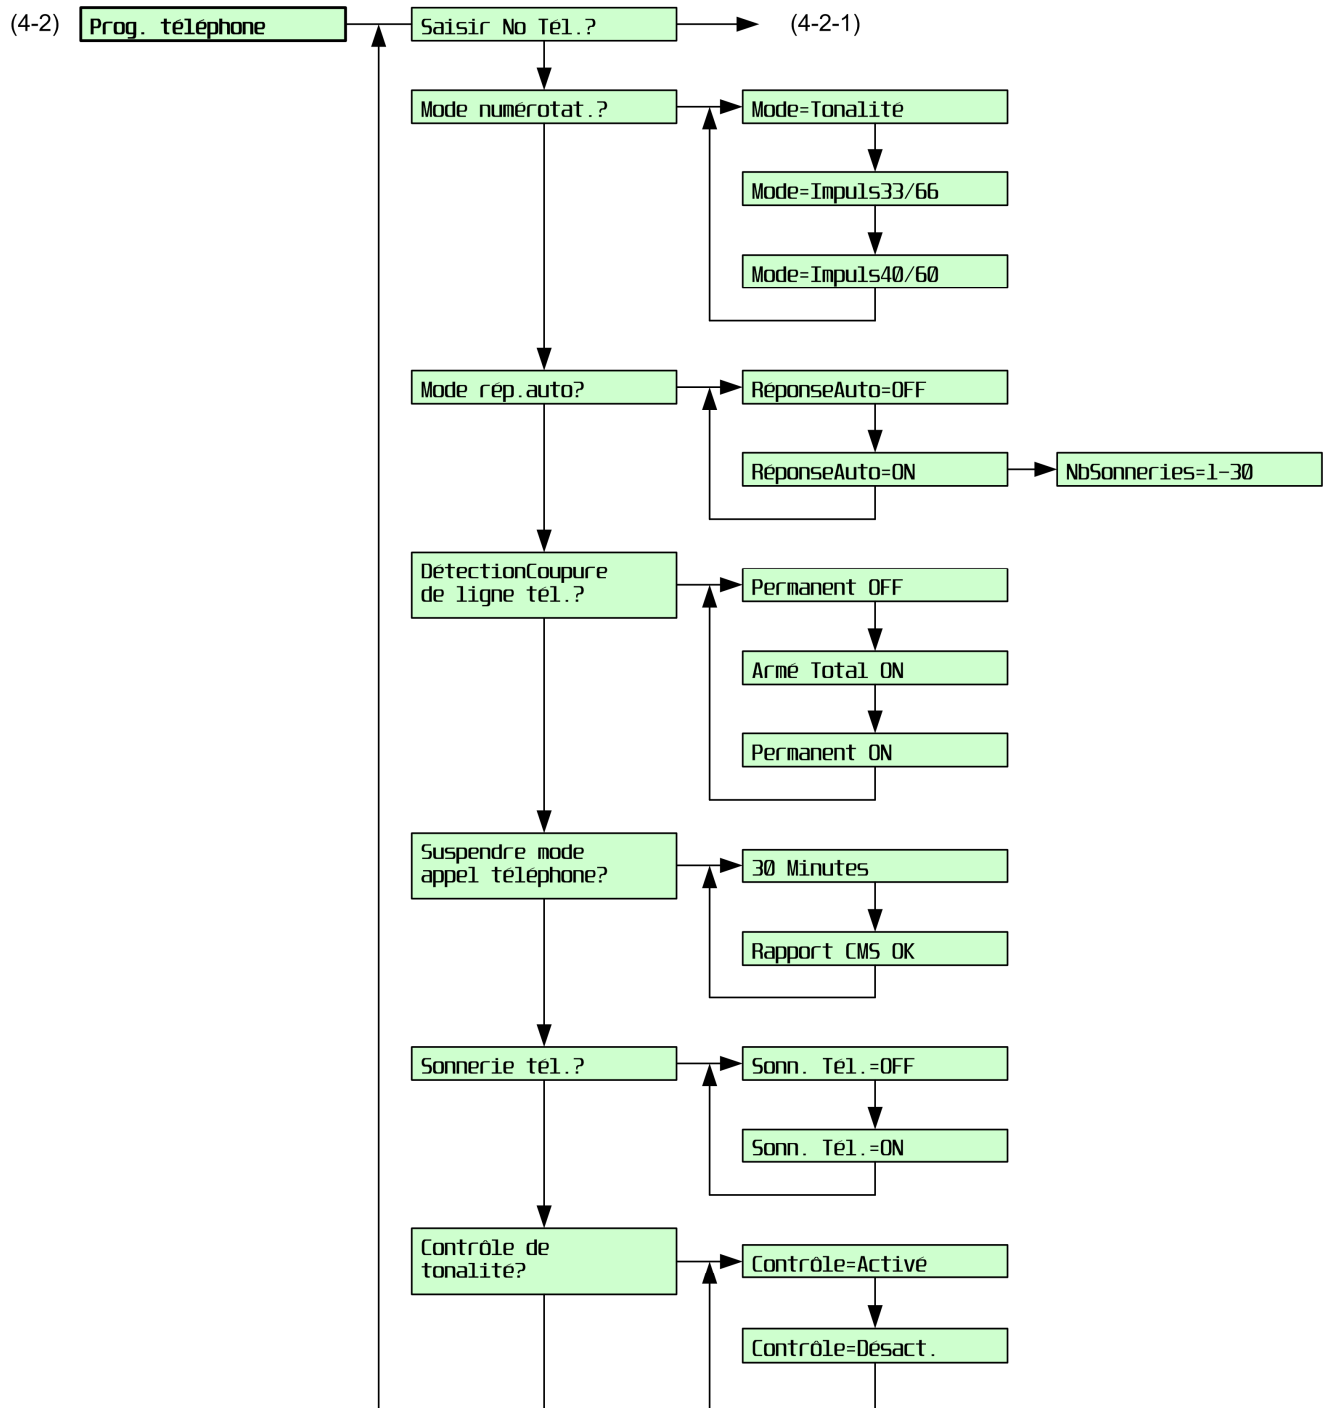 (4-2) Prog. téléphone Saisir No Tél.? (4-2-1)
Mode numérotat.? Mode=Tonalité
Mode=Impuls33/66
Mode=Impuls40/60
Mode rép.auto? RéponseAuto=OFF
RéponseAuto=ON NbSonneries=1-30
DétectionCoupure
de ligne tél.?
Permanent OFF
Armé Total ON
Permanent ON
Suspendre mode
appel téléphone?
30 Minutes
Rapport CMS OK
Sonnerie tél.? Sonn. Tél.=OFF
Sonn. Tél.=ON
Contrôle de
tonalité?
Contrôle=Activé
Contrôle=Désact.